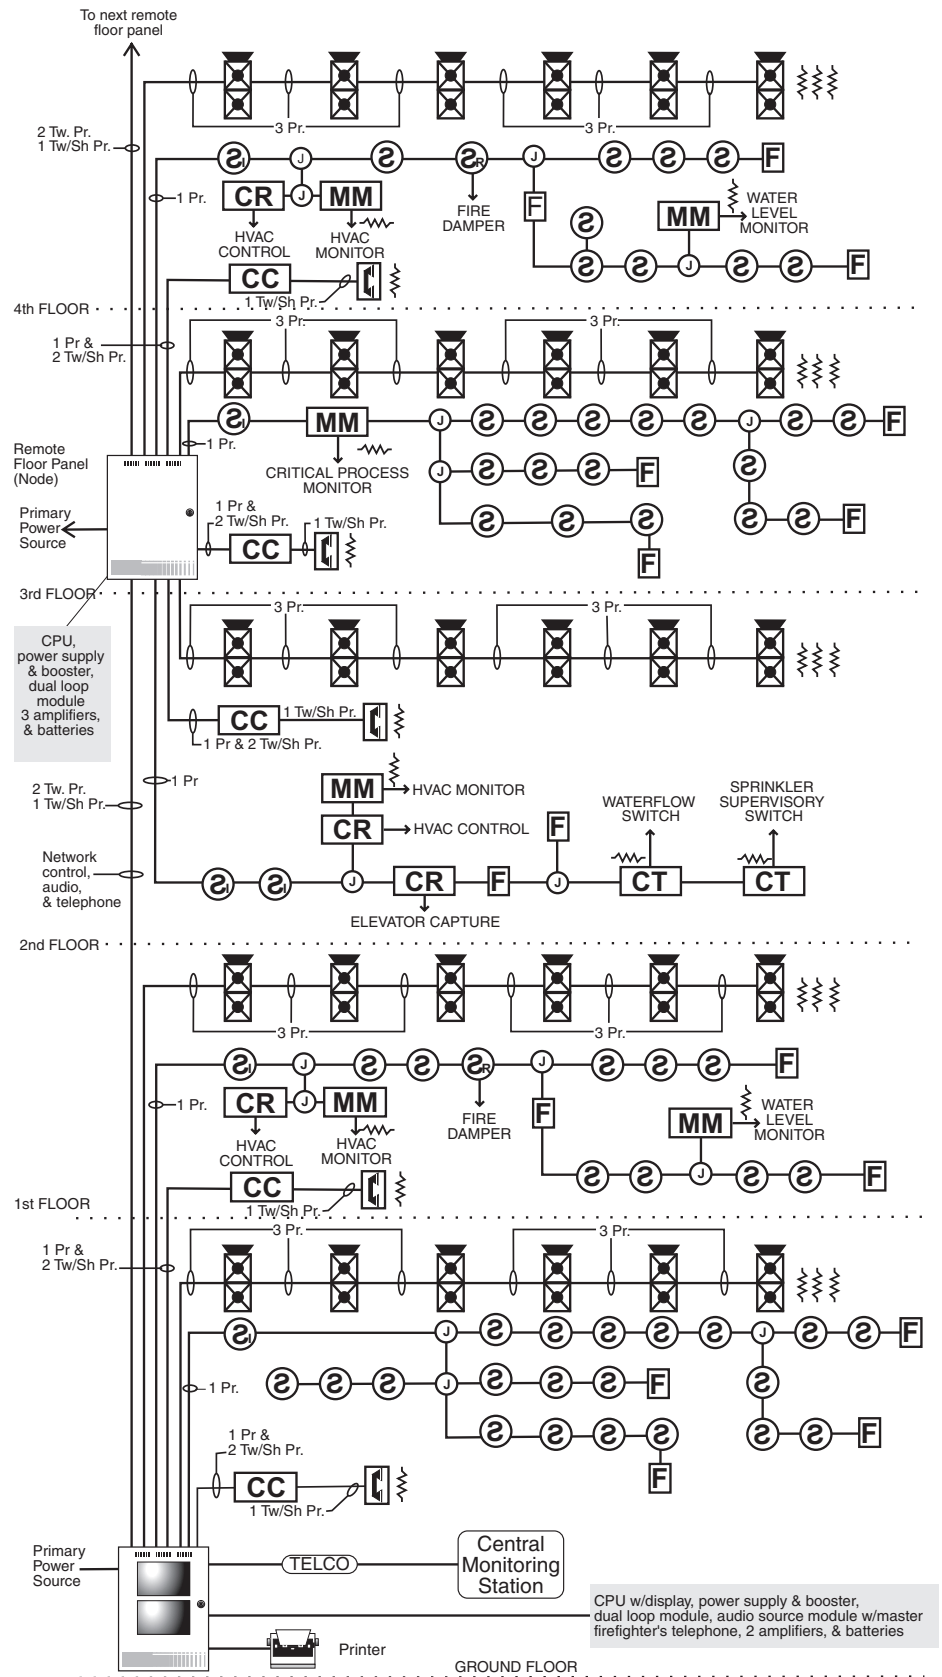 To next remote
floor panel
3 Pr. 3 Pr.
2 Tw. Pr.
1 Tw/Sh Pr.
SI J S SR J S S S F
1 Pr.
CR J MM
HVAC
CONTROL
HVAC
MONITOR
FIRE
DAMPER
F
S
MM
WATER
LEVEL
MONITOR
S S J S S F
CC
1 Tw/Sh Pr.
4th FLOOR
3 Pr. 3 Pr.
1 Pr &
2 Tw/Sh Pr.
SI MM J S S S S S J S S F
1 Pr.
CRITICAL PROCESS
MONITOR
J S S S F
S
S S S
F
S S F
Remote
Floor Panel
(Node)
Primary
Power
Source
1 Pr &
2 Tw/Sh Pr.
1 Tw/Sh Pr.
CC
3rd FLOOR
3 Pr. 3 Pr.
CPU,
power supply
& booster,
dual loop
module
3 amplifiers,
& batteries
CC
1 Tw/Sh Pr.
1 Pr & 2 Tw/Sh Pr.
1 Pr
2 Tw. Pr.
1 Tw/Sh Pr.
MM
HVAC MONITOR
CR
HVAC CONTROL
F
WATERFLOW
SWITCH
SPRINKLER
SUPERVISORY
SWITCH
Network
control,
audio,
& telephone
SI SI J CR F J CT CT
ELEVATOR CAPTURE
2nd FLOOR
3 Pr. 3 Pr.
SI J S S SR J S S S F
1 Pr.
CR J MM
HVAC
CONTROL
HVAC
MONITOR
FIRE
DAMPER
F
MM
WATER
LEVEL
MONITOR
S S J S S F
CC
1 Tw/Sh Pr.
1st FLOOR
3 Pr. 3 Pr.
1 Pr &
2 Tw/Sh Pr.
SI J S S S S S J S S F
1 Pr.
S S S J S S S F
S
S S S S
F
S S F
1 Pr &
2 Tw/Sh Pr.
CC
1 Tw/Sh Pr.
Primary
Power
Source
TELCO
Central
Monitoring
Station
CPU w/display, power supply & booster,
dual loop module, audio source module w/master
firefighter's telephone, 2 amplifiers, & batteries
Printer
GROUND FLOOR